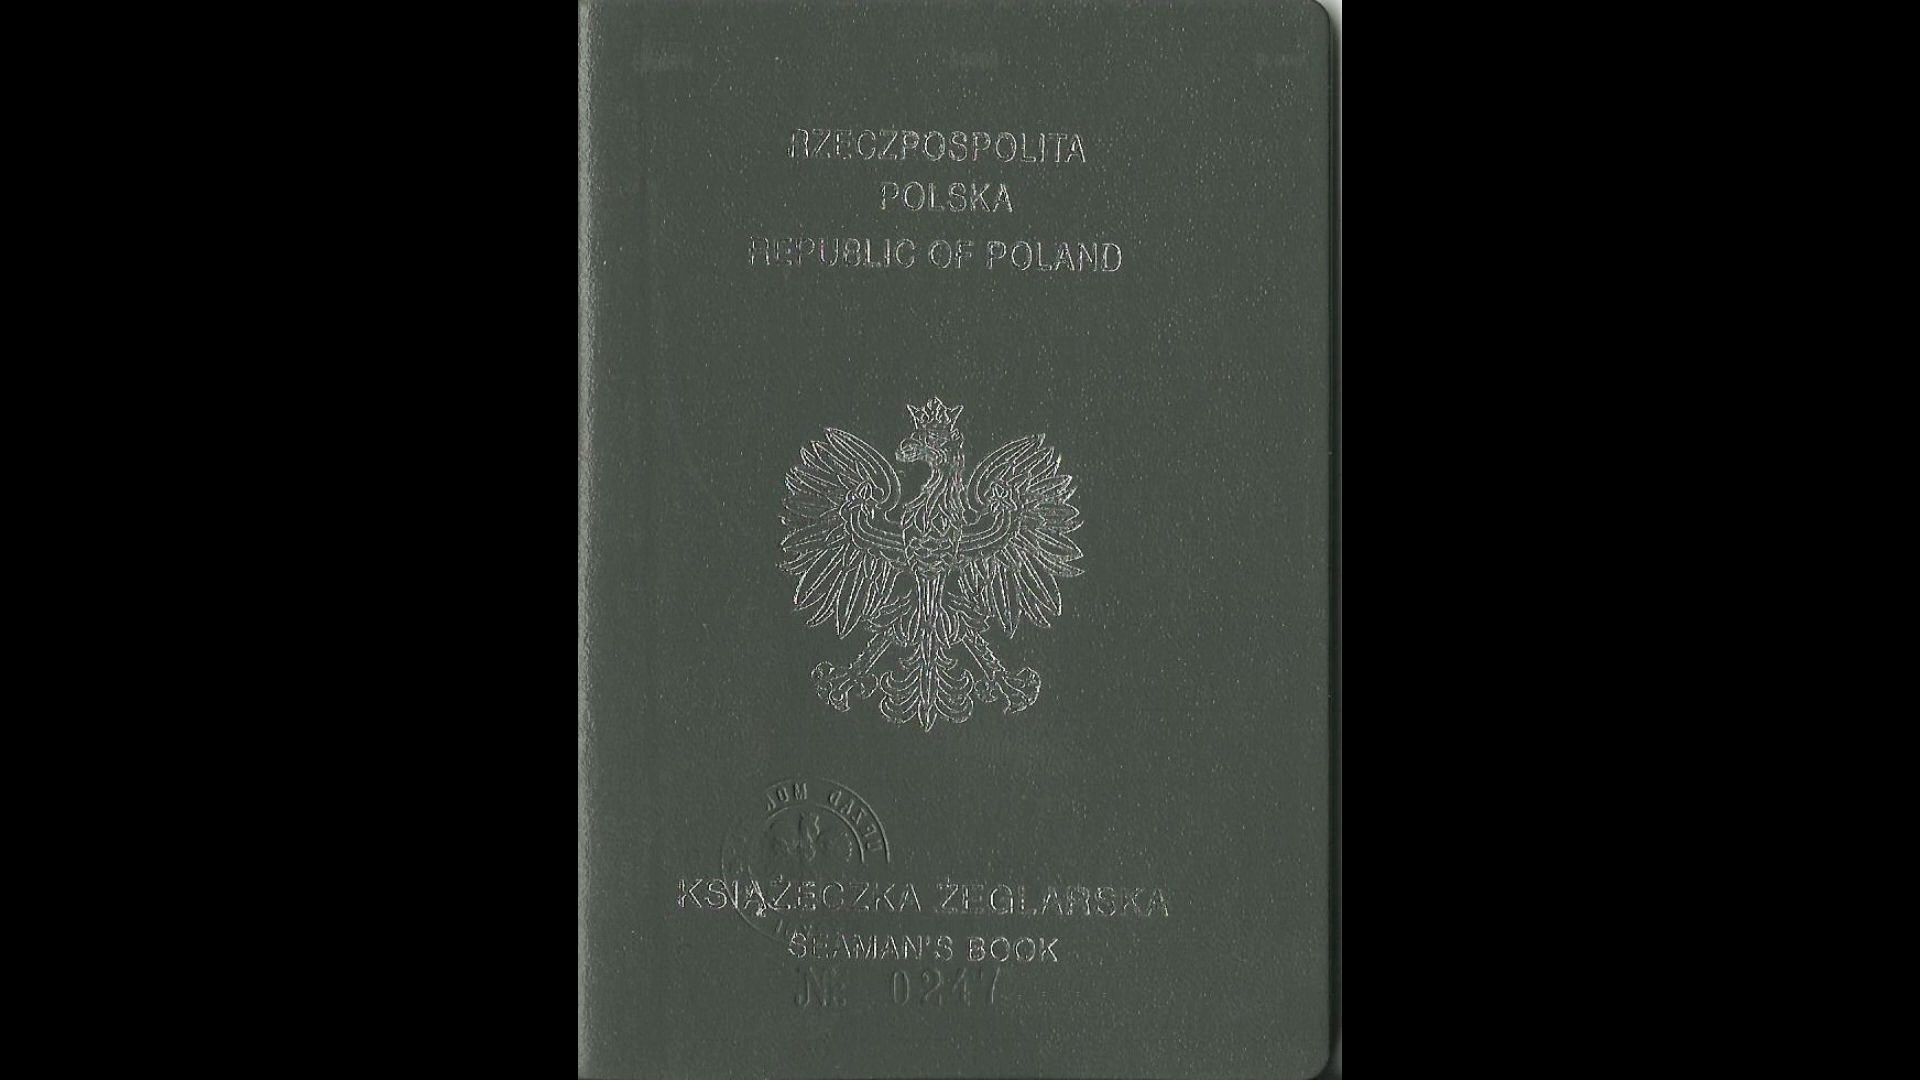 RZECZPOSPOLITA
POLSKA
REPUBLIC OF POLAND
KSIĄŻECZKA ŻEGLARSKA
SEAMAN'S BOOK
№ 0247